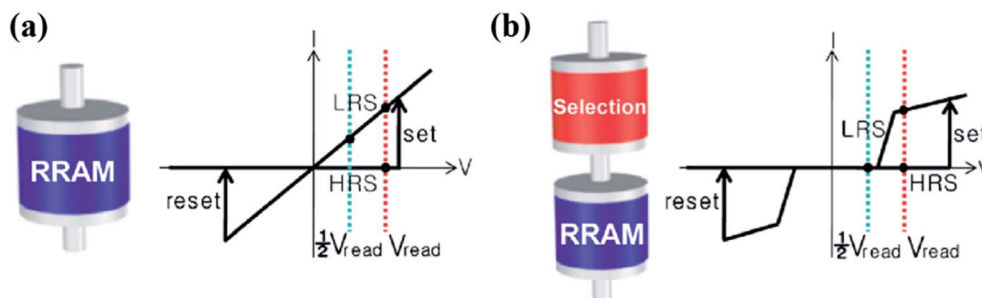 (a)
RRAM
I
LRS
set
V
HRS
reset
½Vread Vread
(b)
Selection
RRAM
I
LRS
set
V
HRS
reset
½Vread Vread